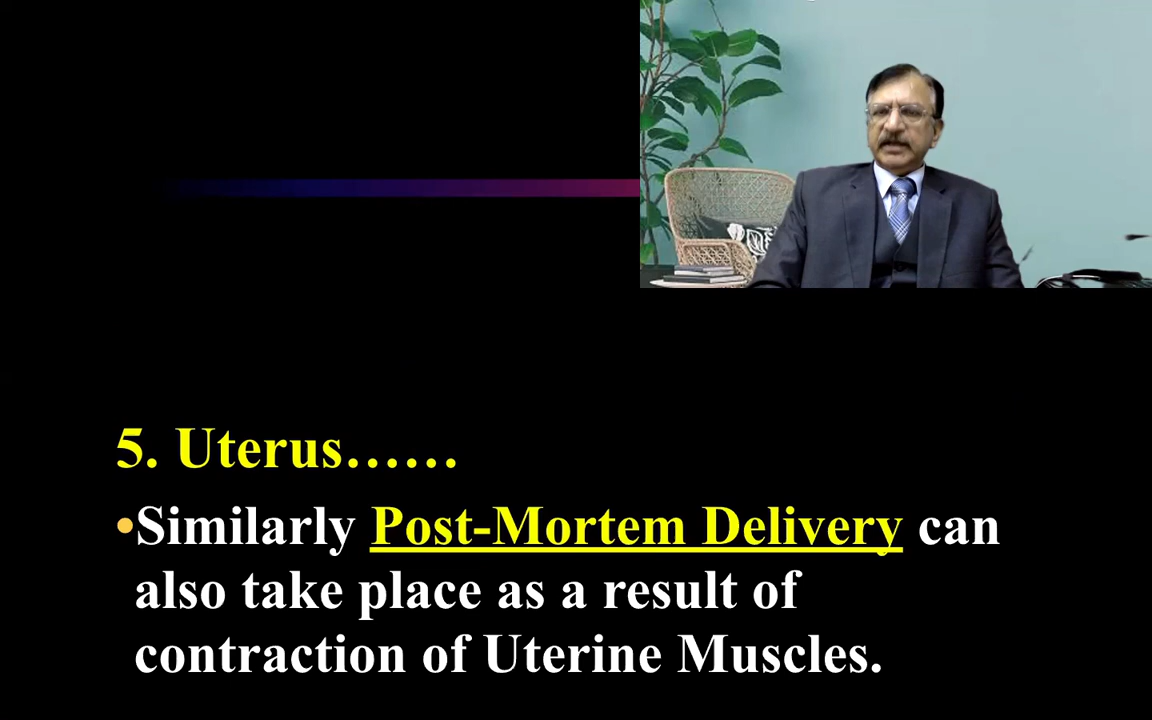 5. Uterus……
•Similarly Post-Mortem Delivery can
also take place as a result of
contraction of Uterine Muscles.